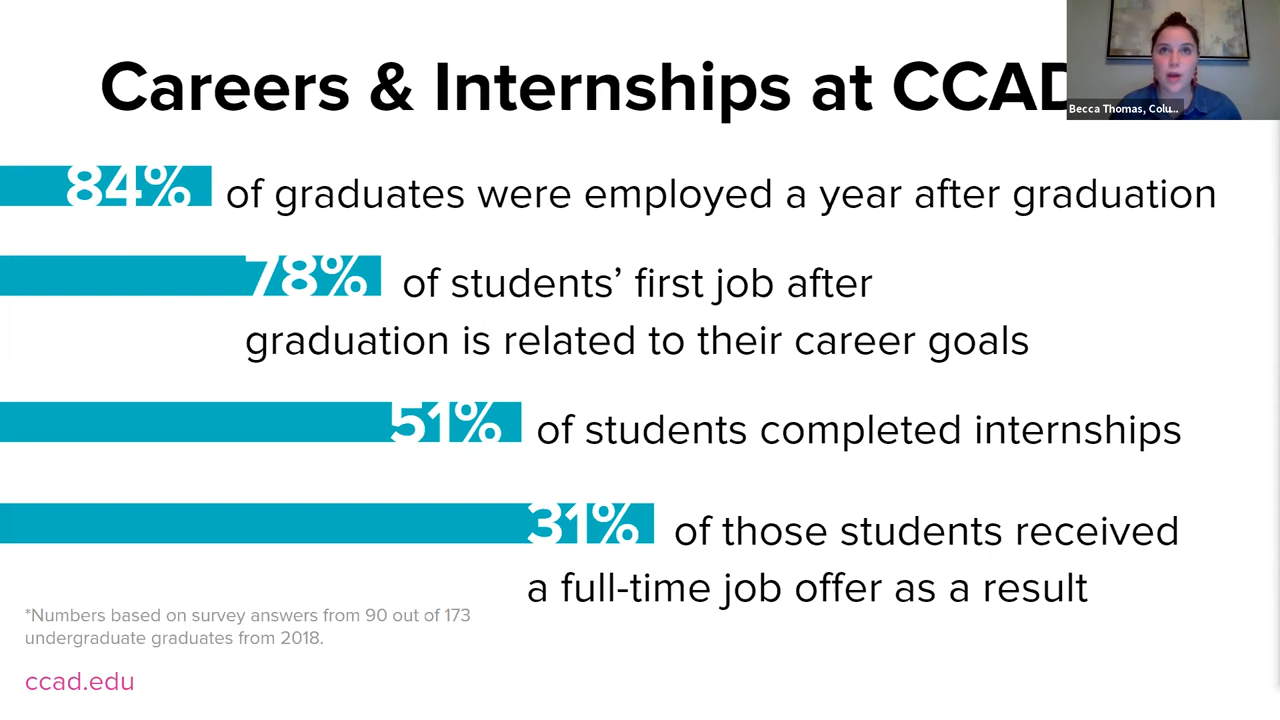 Careers & Internships at CCAD
Becca Thomas, Colu...
84% of graduates were employed a year after graduation
78% of students’ first job after
graduation is related to their career goals
51% of students completed internships
31% of those students received
a full-time job offer as a result
*Numbers based on survey answers from 90 out of 173
undergraduate graduates from 2018.
ccad.edu